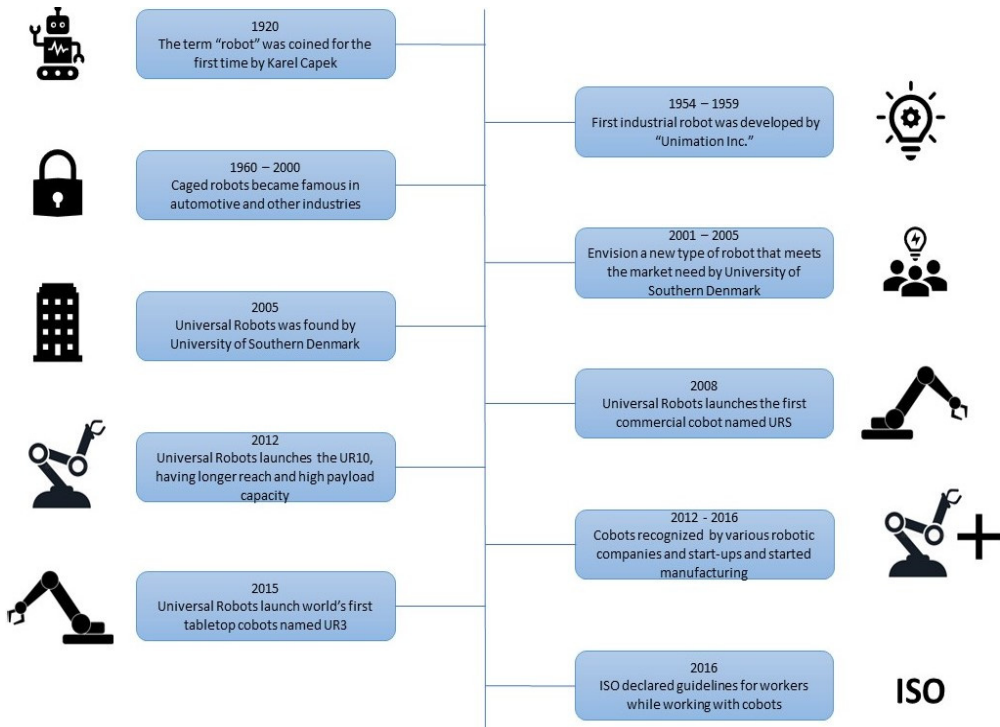 1920
The term “robot” was coined for the
first time by Karel Capek
1954 – 1959
First industrial robot was developed by
“Unimation Inc.”
1960 – 2000
Caged robots became famous in
automotive and other industries
2001 – 2005
Envision a new type of robot that meets
the market need by University of
Southern Denmark
2005
Universal Robots was found by
University of Southern Denmark
2008
Universal Robots launches the first
commercial cobot named URS
2012
Universal Robots launches the UR10,
having longer reach and high payload
capacity
2012 - 2016
Cobots recognized by various robotic
companies and start-ups and started
manufacturing
2015
Universal Robots launch world’s first
tabletop cobots named UR3
2016
ISO declared guidelines for workers
while working with cobots
ISO